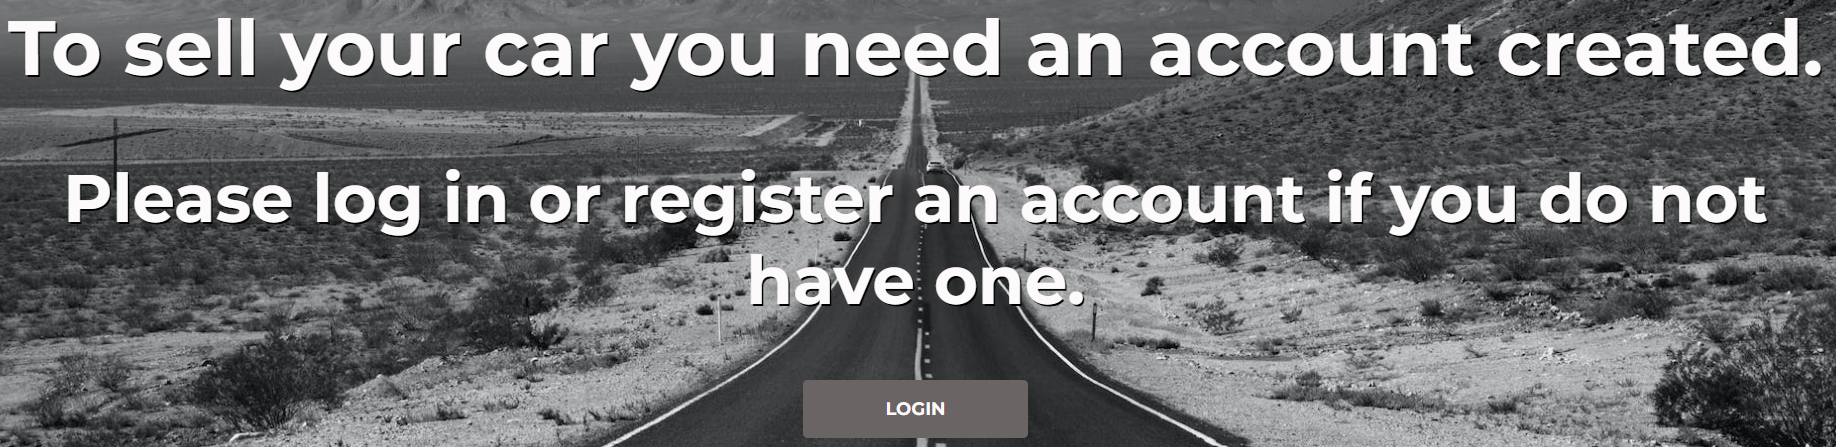 To sell your car you need an account created.
Please log in or register an account if you do not
have one.
LOGIN